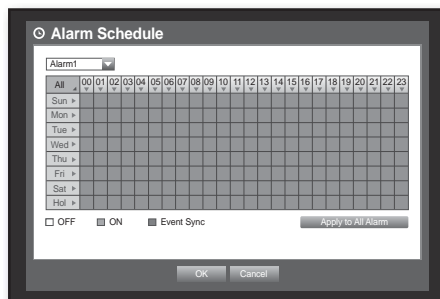 Alarm Schedule
Alarm1
All 00 01 02 03 04 05 06 07 08 09 10 11 12 13 14 15 16 17 18 19 20 21 22 23
Sun
Mon
Tue
Wed
Thu
Fri
Sat
Hol
OFF ON Event Sync Apply to All Alarm
OK Cancel